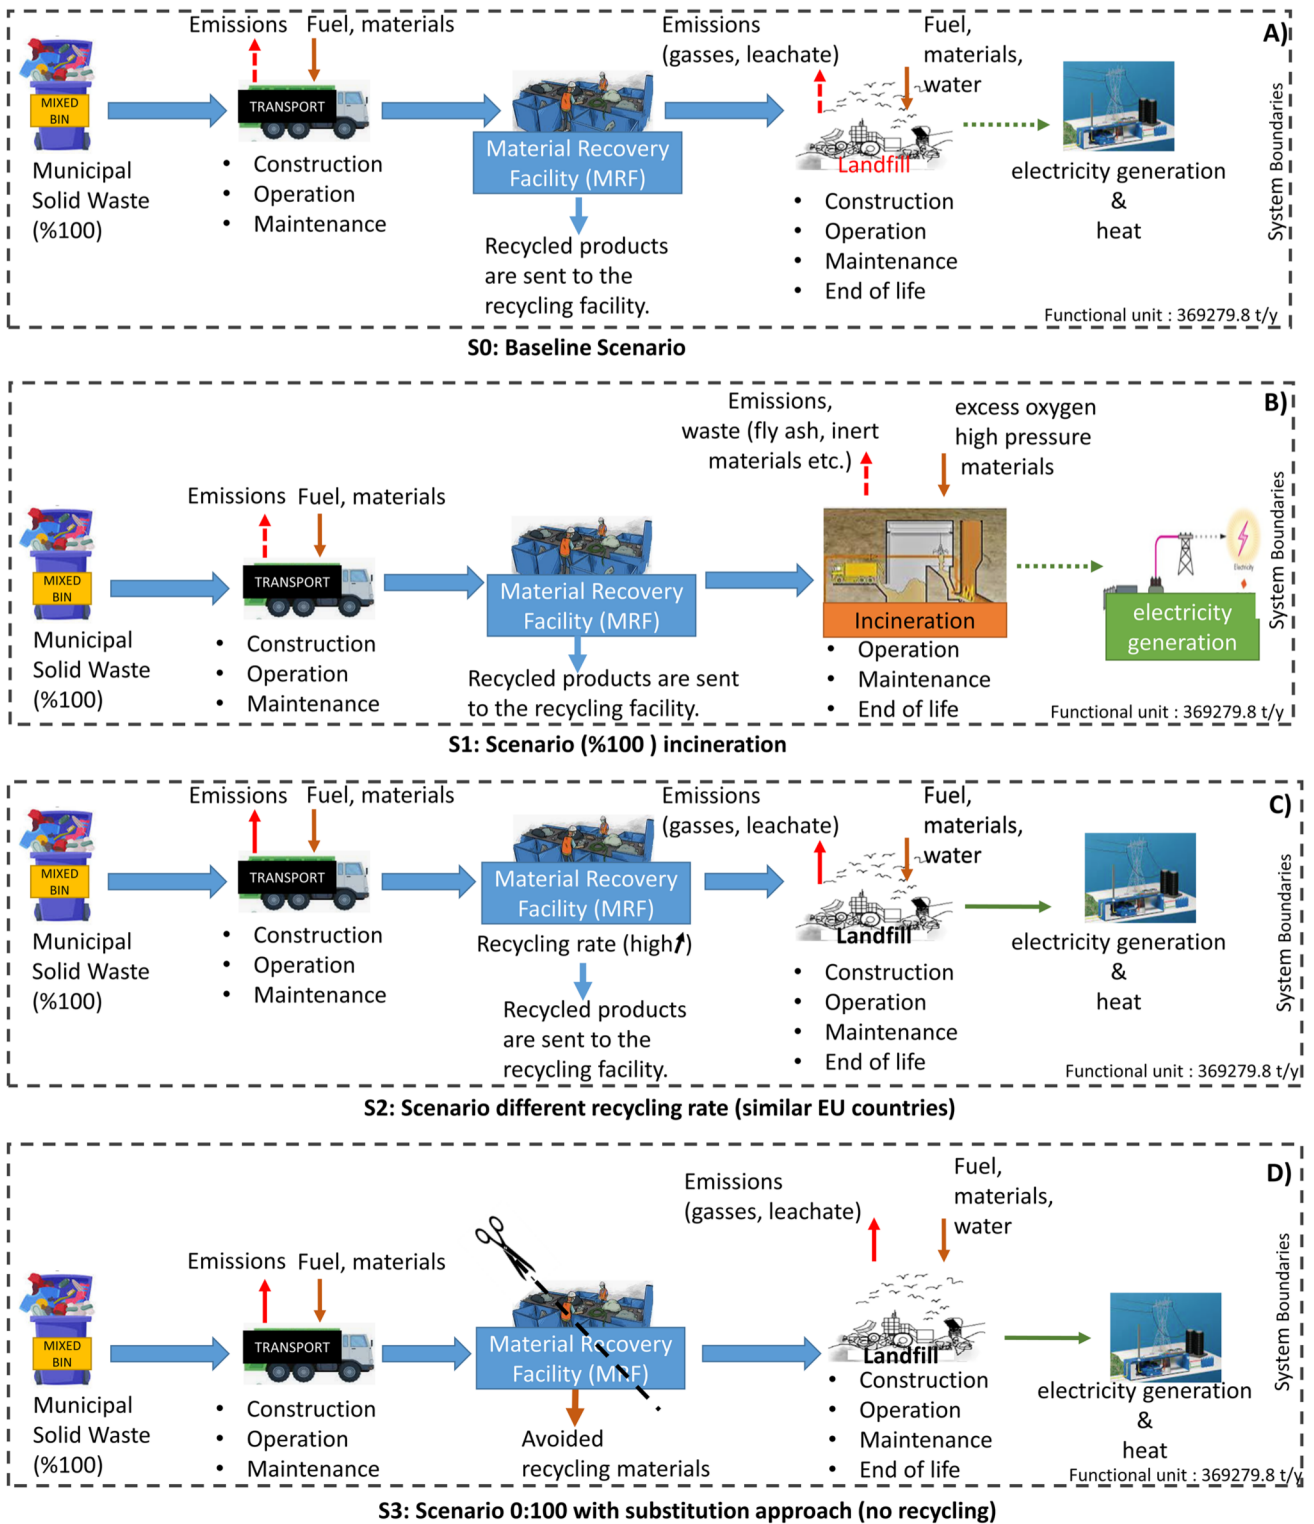 A)
Emissions
Fuel, materials
Emissions
(gasses, leachate)
Fuel,
materials,
water
MIXED
BIN
TRANSPORT
Municipal
Solid Waste
(%100)
• Construction
• Operation
• Maintenance
Material Recovery
Facility (MRF)
Recycled products
are sent to the
recycling facility.
Landfill
• Construction
• Operation
• Maintenance
• End of life
electricity generation
&
heat
System Boundaries
Functional unit : 369279.8 t/y
S0: Baseline Scenario
B)
Emissions,
waste (fly ash, inert
materials etc.)
excess oxygen
high pressure
materials
Emissions
Fuel, materials
MIXED
BIN
TRANSPORT
Municipal
Solid Waste
(%100)
• Construction
• Operation
• Maintenance
Material Recovery
Facility (MRF)
Recycled products are sent
to the recycling facility.
Incineration
• Operation
• Maintenance
• End of life
Electricity
electricity
generation
System Boundaries
Functional unit : 369279.8 t/y
S1: Scenario (%100 ) incineration
C)
Emissions
Fuel, materials
Emissions
(gasses, leachate)
Fuel,
materials,
water
MIXED
BIN
TRANSPORT
Municipal
Solid Waste
(%100)
• Construction
• Operation
• Maintenance
Material Recovery
Facility (MRF)
Recycling rate (high)
Recycled products
are sent to the
recycling facility.
Landfill
• Construction
• Operation
• Maintenance
• End of life
electricity generation
&
heat
System Boundaries
Functional unit : 369279.8 t/y
S2: Scenario different recycling rate (similar EU countries)
D)
Emissions
(gasses, leachate)
Fuel,
materials,
water
Emissions
Fuel, materials
MIXED
BIN
TRANSPORT
Municipal
Solid Waste
(%100)
• Construction
• Operation
• Maintenance
Material Recovery
Facility (MRF)
Avoided
recycling materials
Landfill
• Construction
• Operation
• Maintenance
• End of life
electricity generation
&
heat
System Boundaries
Functional unit : 369279.8 t/y
S3: Scenario 0:100 with substitution approach (no recycling)